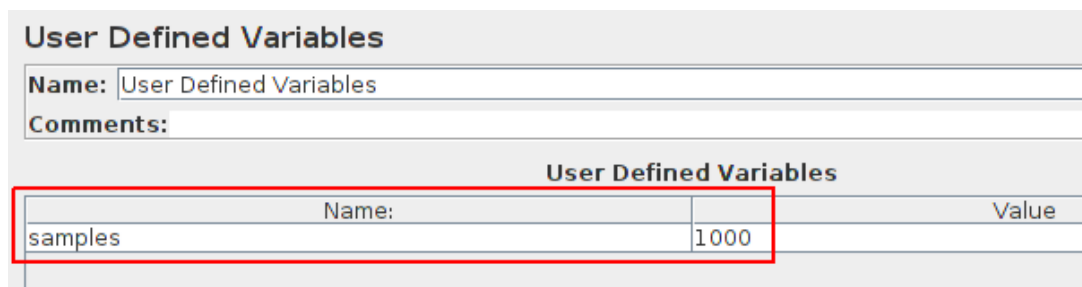 User Defined Variables
Name: User Defined Variables
Comments:
User Defined Variables
Name: Value
samples 1000